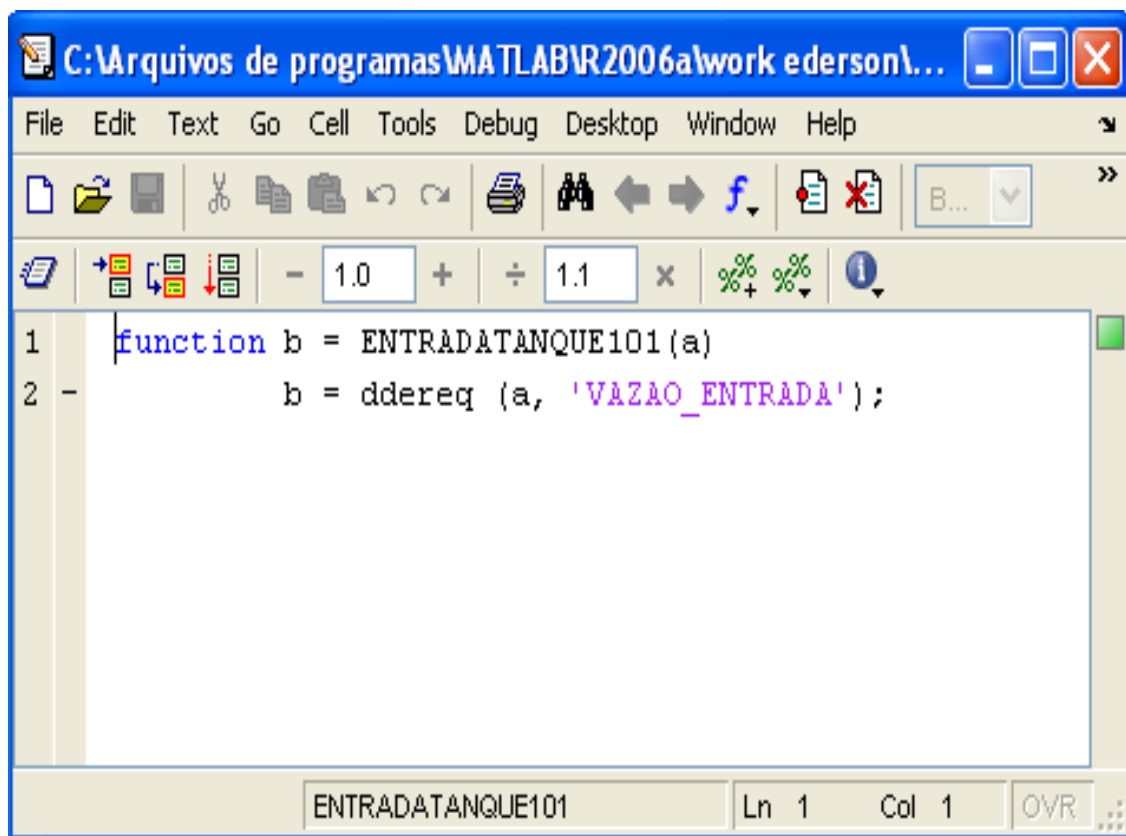 C:\Arquivos de programas\MATLAB\R2006a\work ederson\...
File Edit Text Go Cell Tools Debug Desktop Window Help
B...
- 1.0 + ÷ 1.1 ×
1 function b = ENTRADATANQUE101(a)
2 - b = ddereq (a, 'VAZAO_ENTRADA');
ENTRADATANQUE101 Ln 1 Col 1 OVR